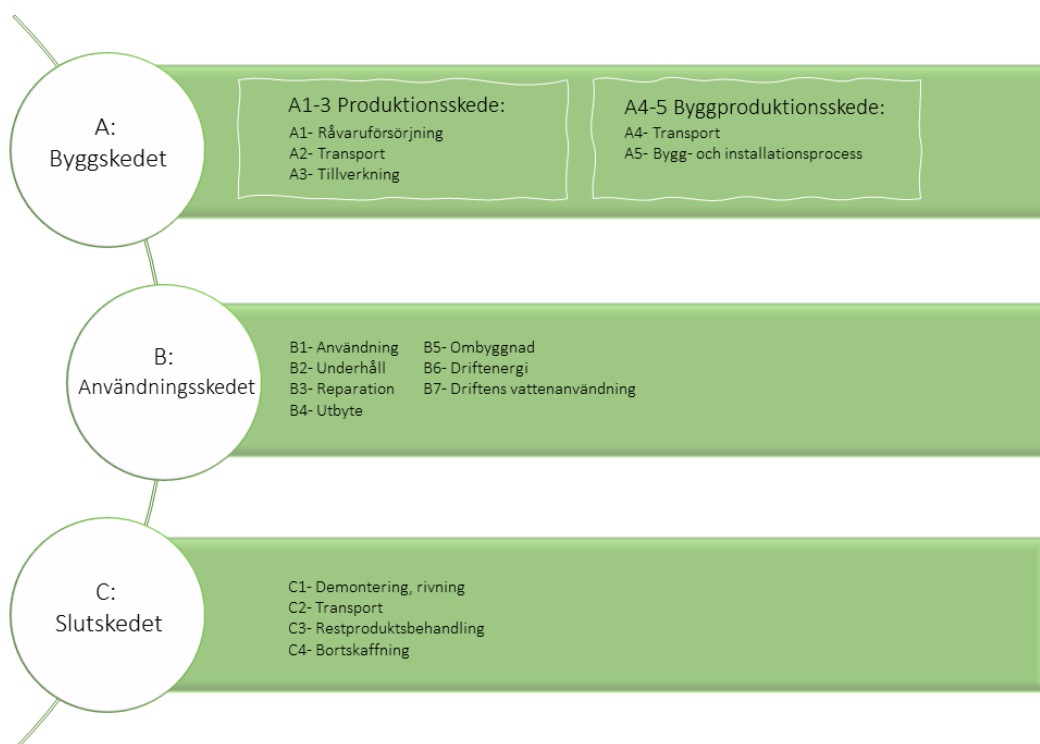 A:
Byggskedet
A1-3 Produktionsskede:
A1- Råvaruförsörjning
A2- Transport
A3- Tillverkning
A4-5 Byggproduktionsskede:
A4- Transport
A5- Bygg- och installationsprocess
B:
Användningsskedet
B1- Användning
B2- Underhåll
B3- Reparation
B4- Utbyte
B5- Ombyggnad
B6- Driftenergi
B7- Driftens vattenanvändning
C:
Slutskedet
C1- Demontering, rivning
C2- Transport
C3- Restproduktsbehandling
C4- Bortskaffning